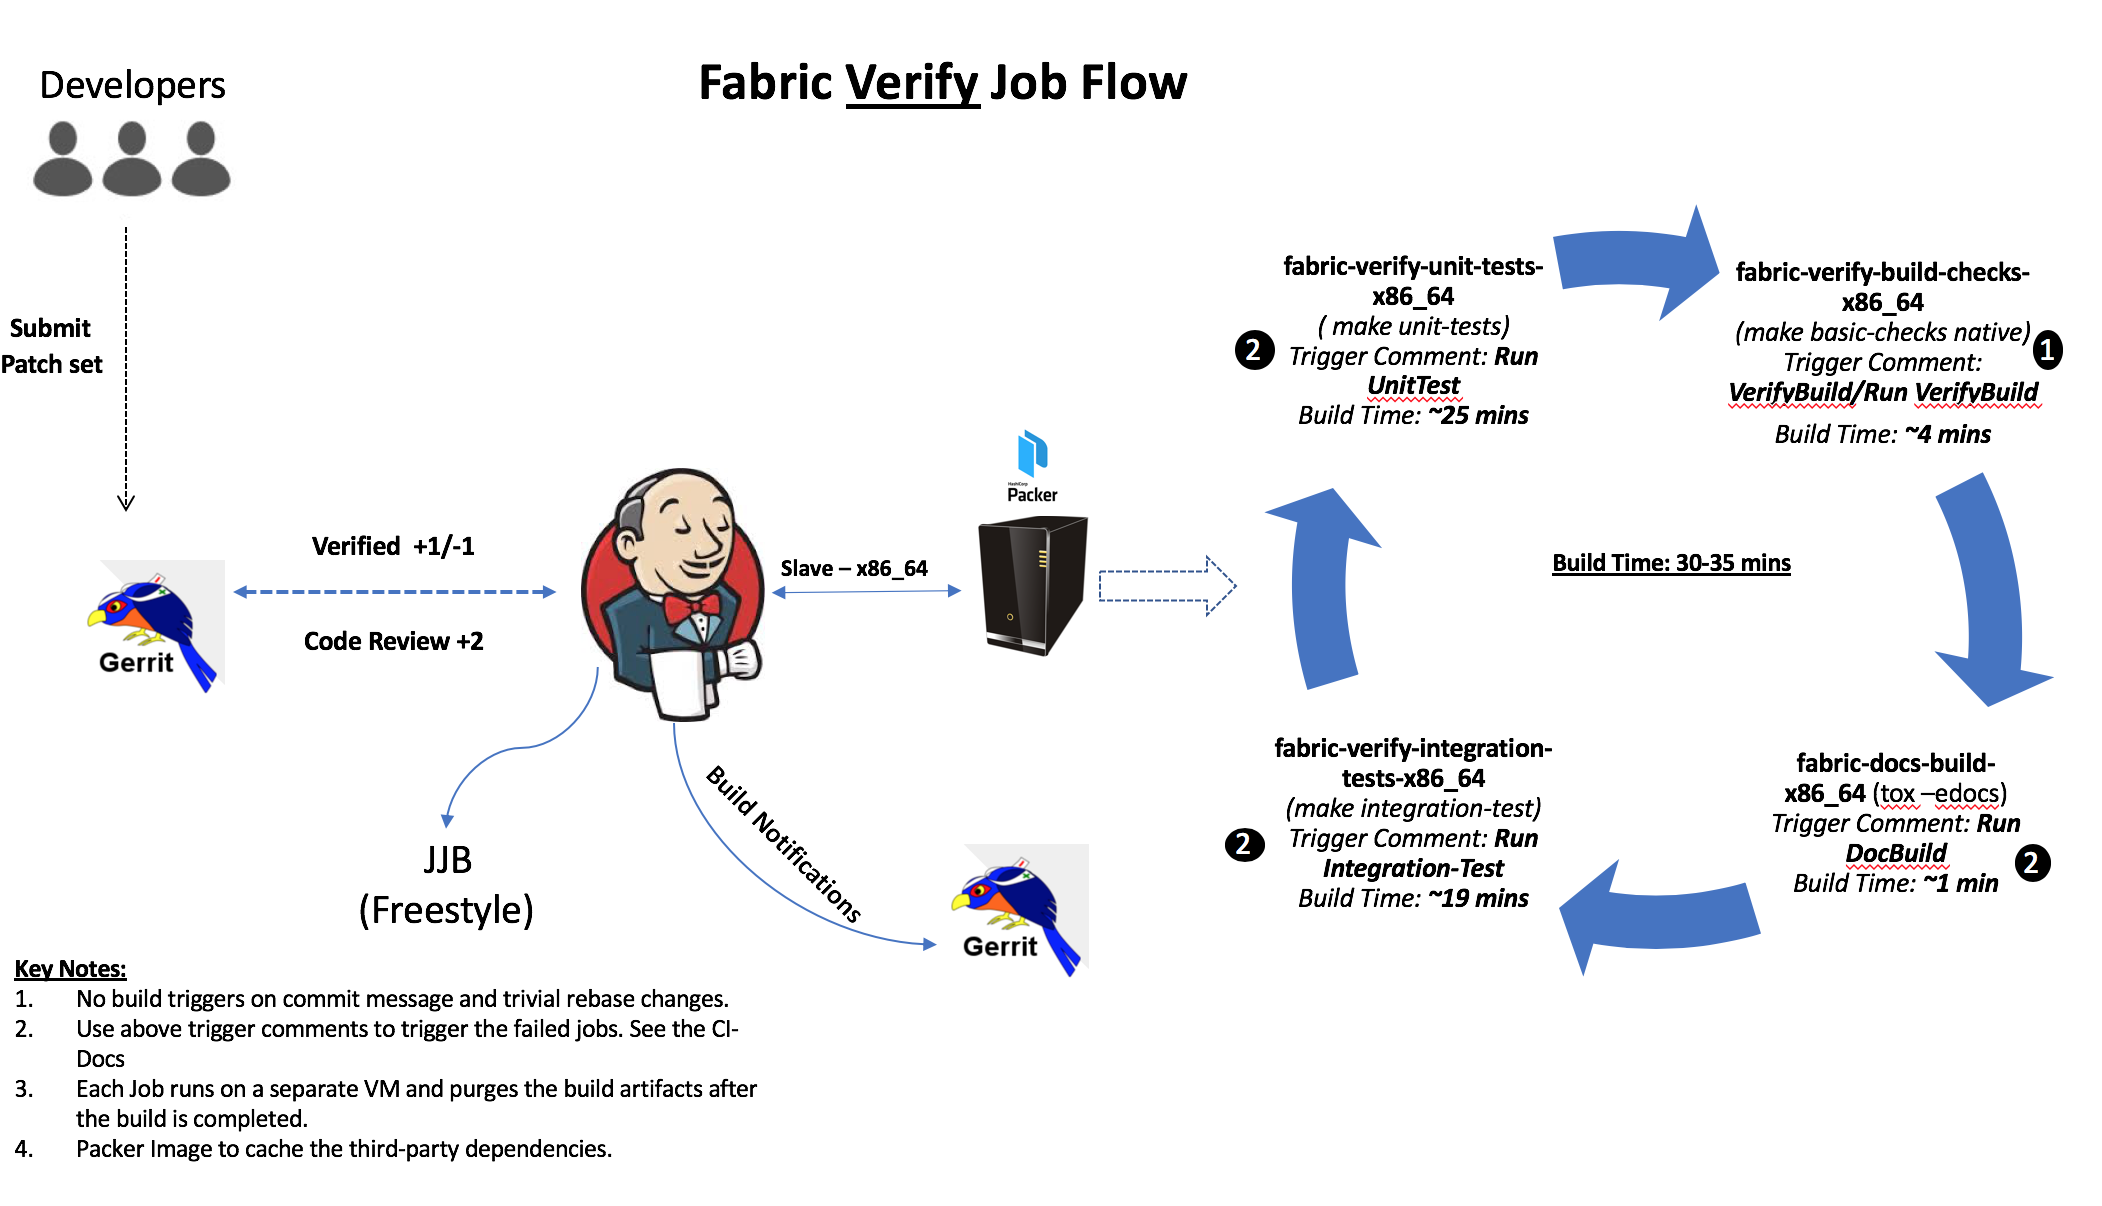 Developers
Fabric Verify Job Flow
Submit
Patch set
Verified  +1/-1
Code Review +2
Gerrit
Slave – x86_64
HashiCorp
Packer
JJB
(Freestyle)
Build Notifications
Gerrit
fabric-verify-unit-tests-
x86_64
( make unit-tests)
Trigger Comment: Run
UnitTest
Build Time: ~25 mins
2
fabric-verify-build-checks-
x86_64
(make basic-checks native)
Trigger Comment:
VerifyBuild/Run VerifyBuild
Build Time: ~4 mins
1
Build Time: 30-35 mins
fabric-verify-integration-
tests-x86_64
(make integration-test)
Trigger Comment: Run
Integration-Test
Build Time: ~19 mins
2
fabric-docs-build-
x86_64 (tox –edocs)
Trigger Comment: Run
DocBuild
Build Time: ~1 min
2
Key Notes:
1. No build triggers on commit message and trivial rebase changes.
2. Use above trigger comments to trigger the failed jobs. See the CI-
Docs
3. Each Job runs on a separate VM and purges the build artifacts after
the build is completed.
4. Packer Image to cache the third-party dependencies.